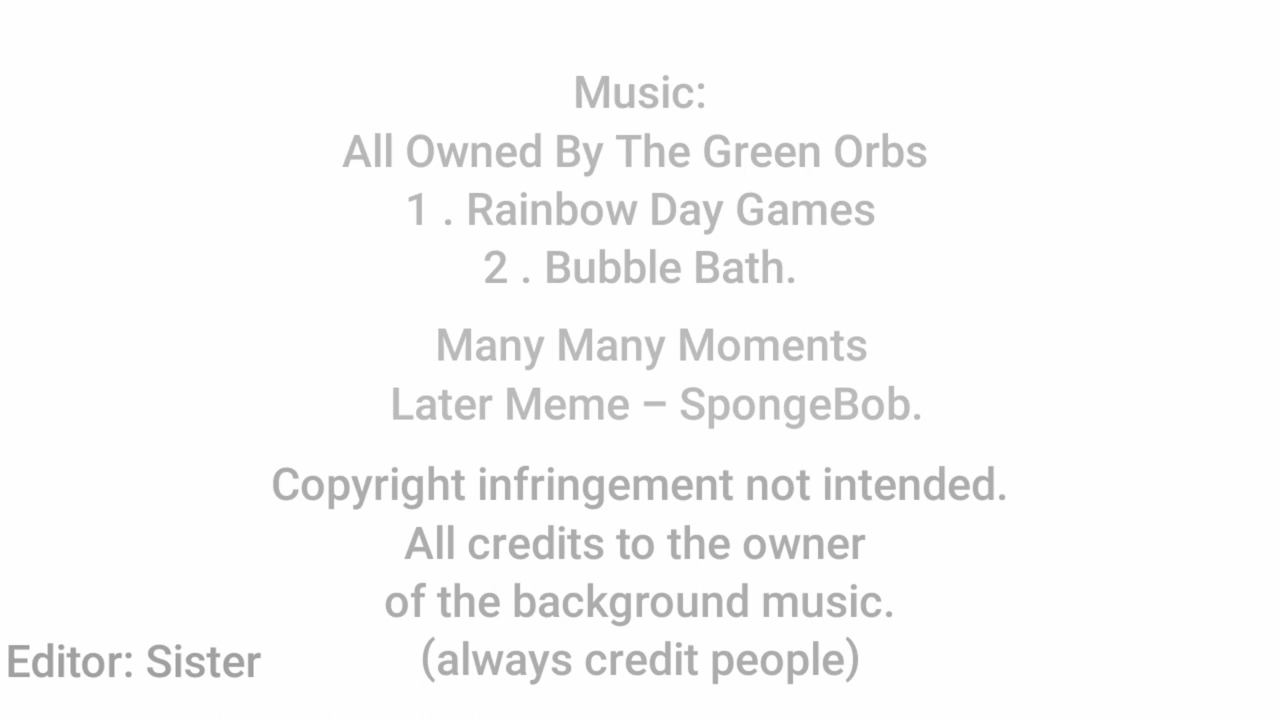 Music:
All Owned By The Green Orbs
1 . Rainbow Day Games
2 . Bubble Bath.
Many Many Moments
Later Meme – SpongeBob.
Copyright infringement not intended.
All credits to the owner
of the background music.
(always credit people)
Editor: Sister